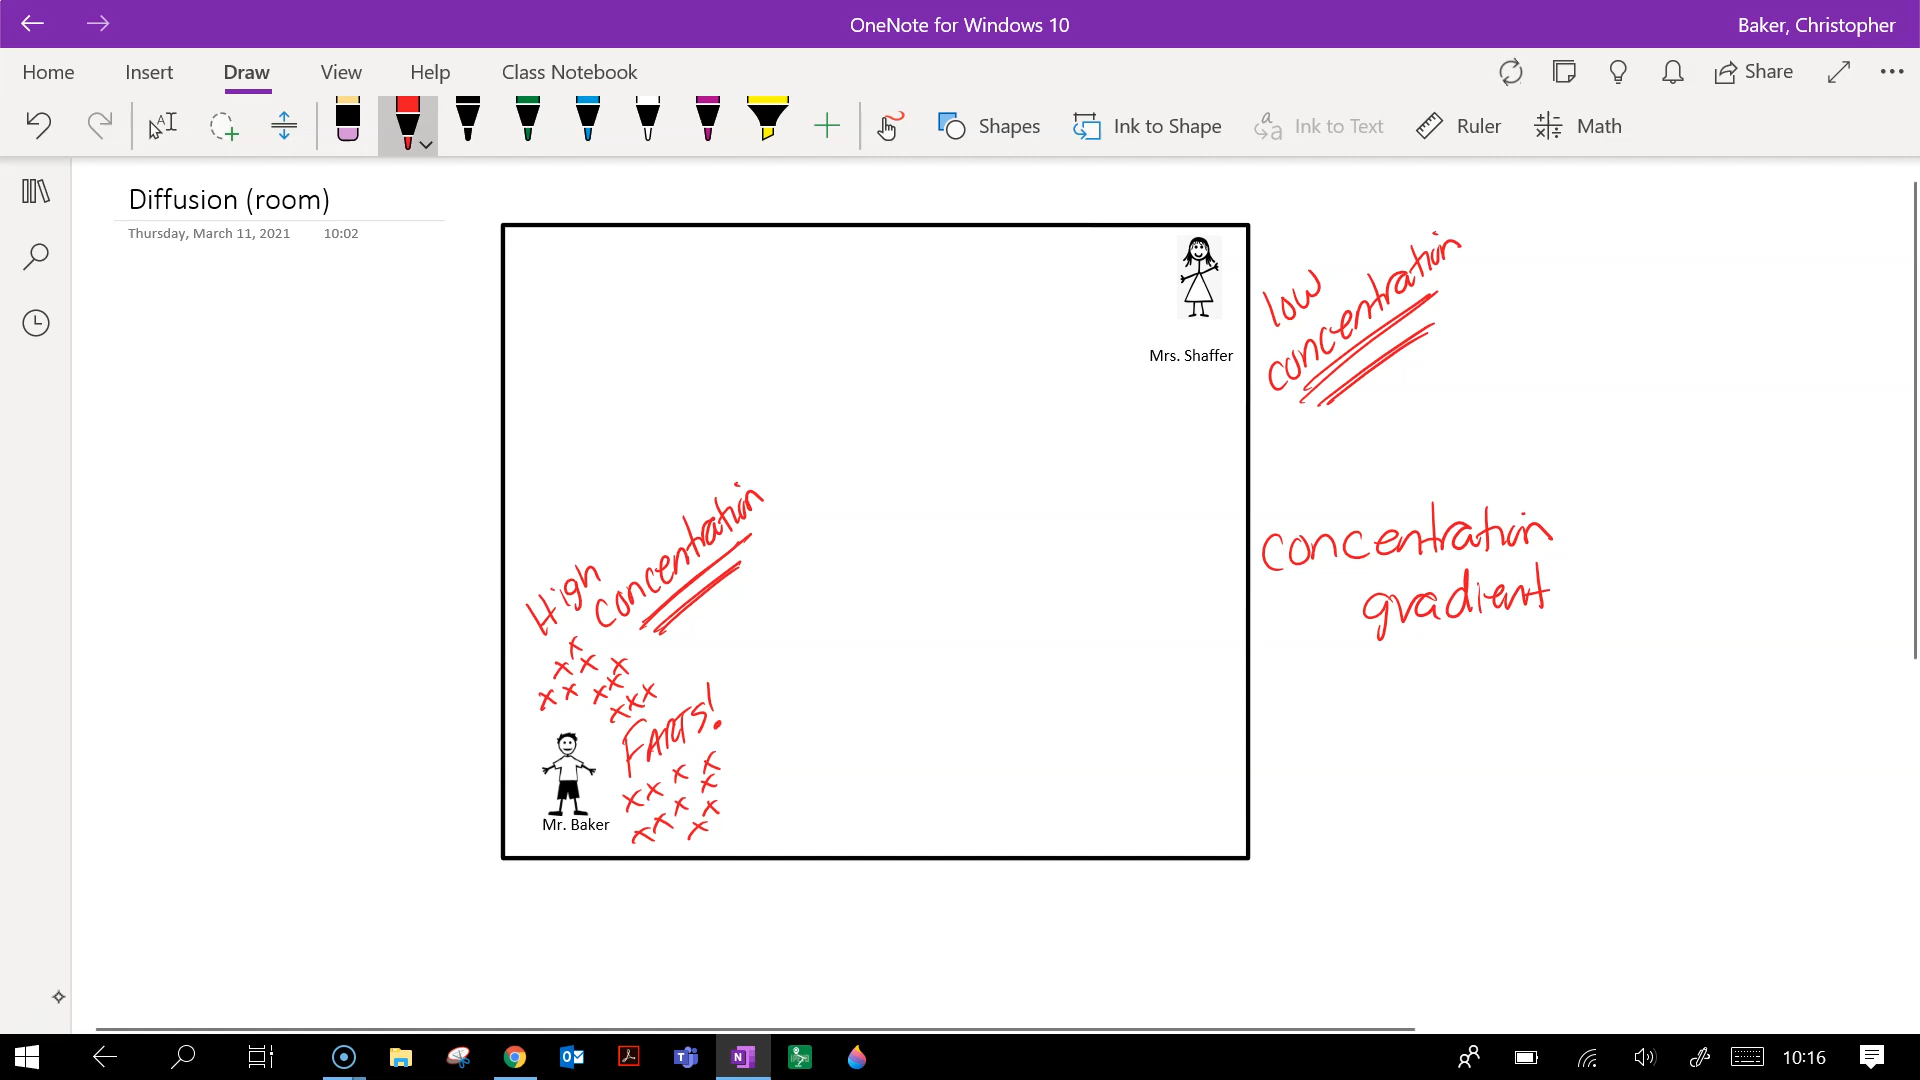 OneNote for Windows 10
Baker, Christopher
Home Insert Draw View Help Class Notebook
Share
Shapes Ink to Shape Ink to Text Ruler Math
Diffusion (room)
Thursday, March 11, 2021 10:02
low
concentration
Mrs. Shaffer
High
concentration
concentration
gradient
x
x x x
x x x x
x x x
FARTS!
x x x x
x
x x x x
x
Mr. Baker
10:16